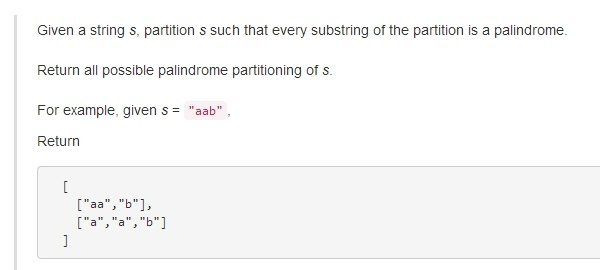 Given a string s, partition s such that every substring of the partition is a palindrome.
Return all possible palindrome partitioning of s.
For example, given s = "aab",
Return
[
["aa","b"],
["a","a","b"]
]